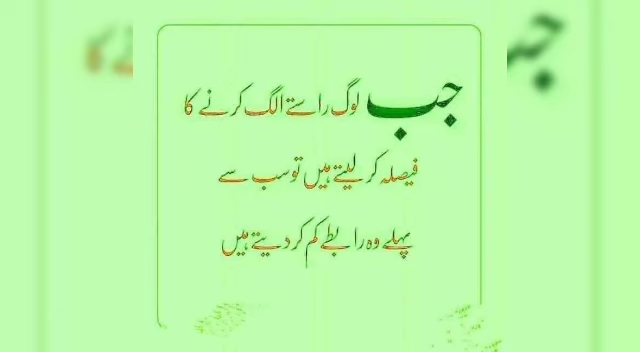 جب لوگ راستے الگ کرنے کا
فیصلہ کر لیتے ہیں تو سب سے
پہلے وہ رابطے کم کر دیتے ہیں